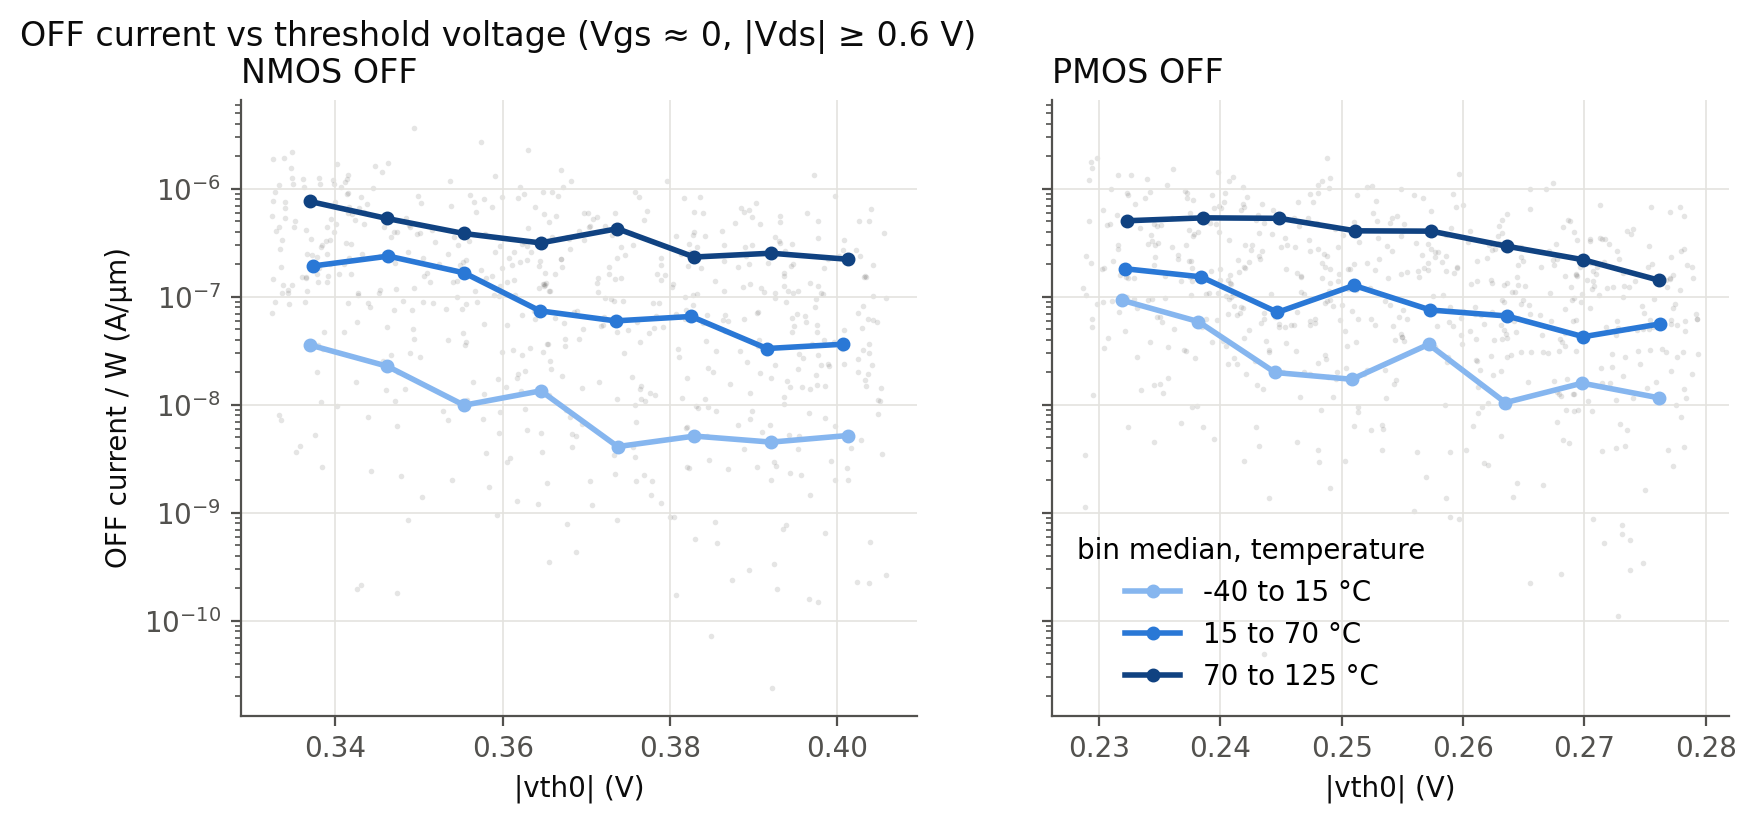 OFF current vs threshold voltage (Vgs ≈ 0, |Vds| ≥ 0.6 V)
NMOS OFF
PMOS OFF
OFF current / W (A/μm)
10⁻⁶
10⁻⁷
10⁻⁸
10⁻⁹
10⁻¹⁰
0.34 0.36 0.38 0.40
|vth0| (V)
bin median, temperature
-40 to 15 °C
15 to 70 °C
70 to 125 °C
0.23 0.24 0.25 0.26 0.27 0.28
|vth0| (V)